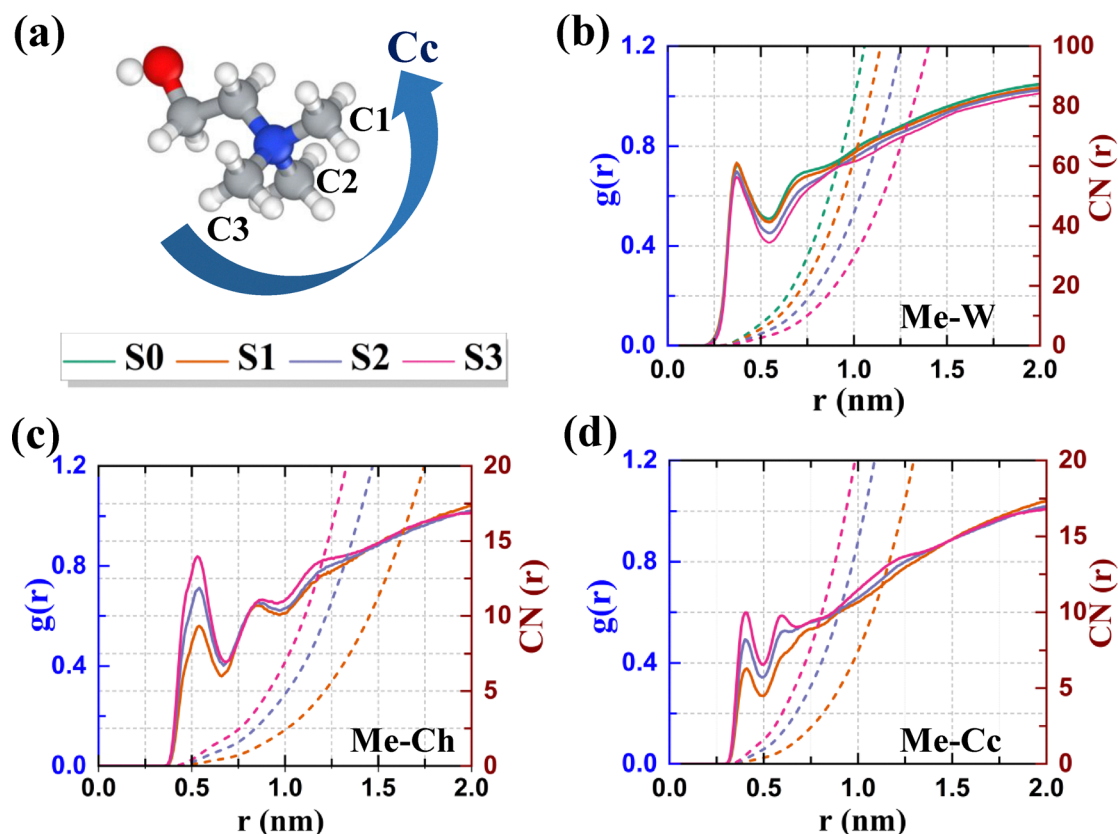 (a)
Cc
C1
C2
C3
S0 S1 S2 S3
(b)
1.2 100
0.8 80
60
0.4 40
20
0.0 0
g(r)
CN (r)
Me-W
0.0 0.5 1.0 1.5 2.0
r (nm)
(c)
1.2 20
0.8 15
10
0.4 5
0.0 0
g(r)
CN (r)
Me-Ch
0.0 0.5 1.0 1.5 2.0
r (nm)
(d)
1.2 20
0.8 15
10
0.4 5
0.0 0
g(r)
CN (r)
Me-Cc
0.0 0.5 1.0 1.5 2.0
r (nm)